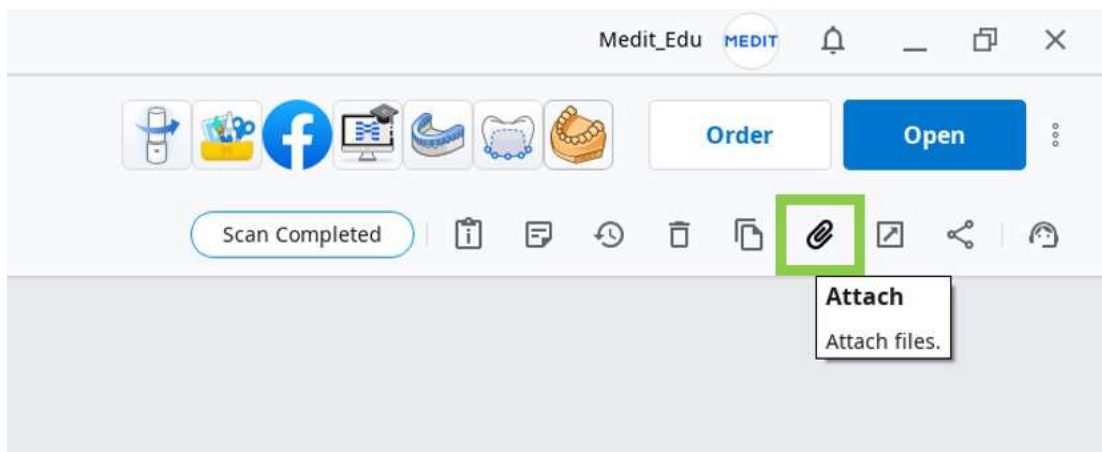 Medit_Edu MEDIT
Order Open
Scan Completed
Attach
Attach files.